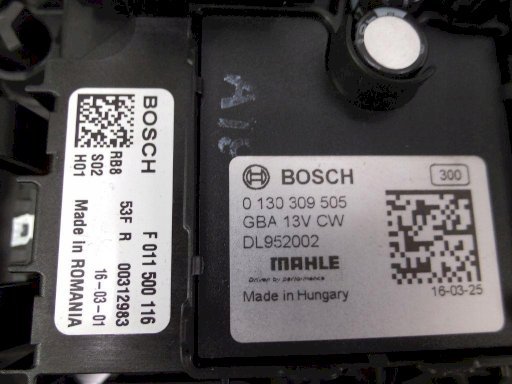 BOSCH
F 011 500 116
53F R 00312983
16-03-01
RB8
S02
H01
Made in ROMANIA
BOSCH
300
0 130 309 505
GBA 13V CW
DL952002
MAHLE
Driven by performance
Made in Hungary
16-03-25